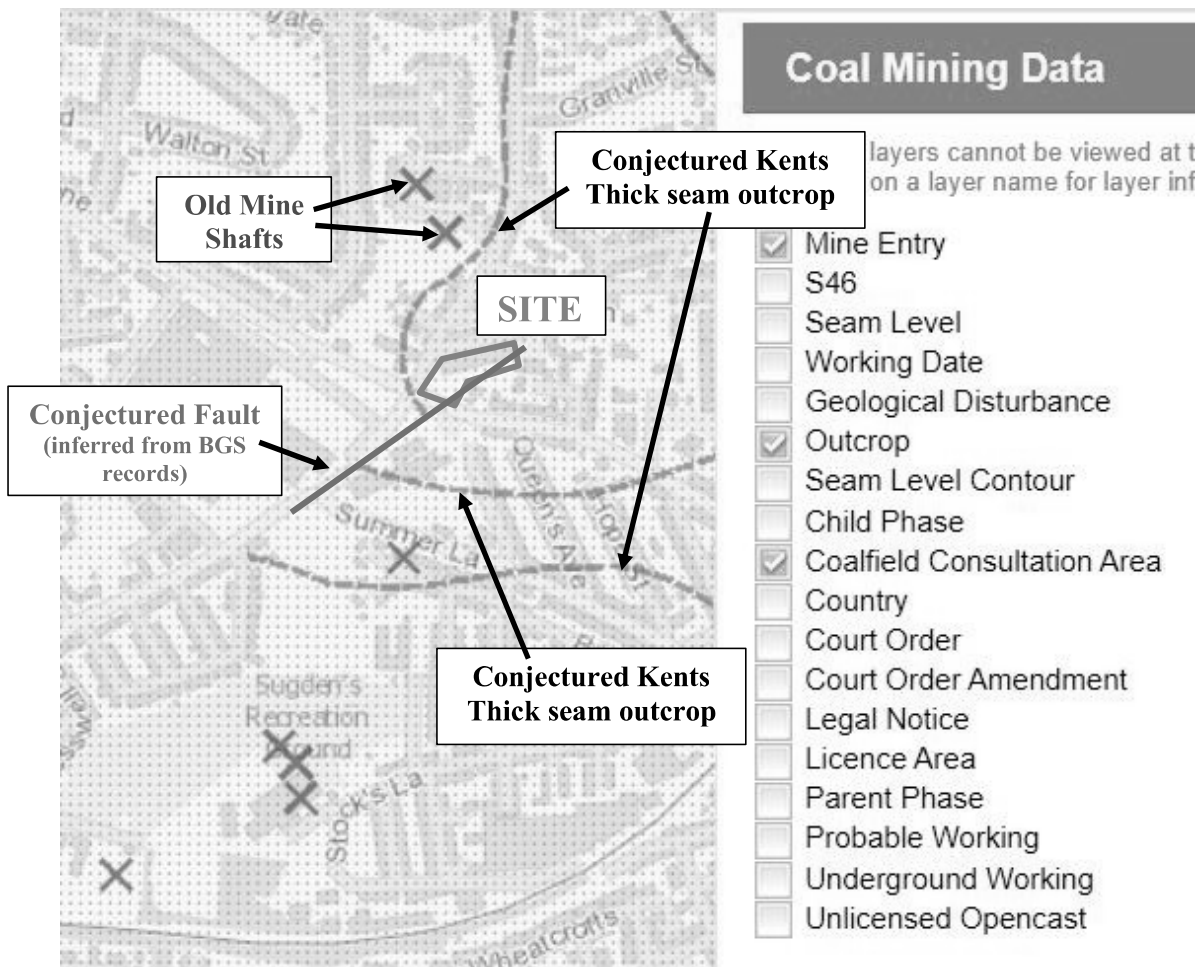 Granville St
Walton St
Conjectured Kents
Thick seam outcrop
Old Mine
Shafts
SITE
Conjectured Fault
(inferred from BGS
records)
Queen's Ave
Summer La
Conjectured Kents
Thick seam outcrop
Sugden's
Recreation
Ground
Stock's La
Wheatcrofts
Coal Mining Data
layers cannot be viewed at t
on a layer name for layer inf
Mine Entry
S46
Seam Level
Working Date
Geological Disturbance
Outcrop
Seam Level Contour
Child Phase
Coalfield Consultation Area
Country
Court Order
Court Order Amendment
Legal Notice
Licence Area
Parent Phase
Probable Working
Underground Working
Unlicensed Opencast